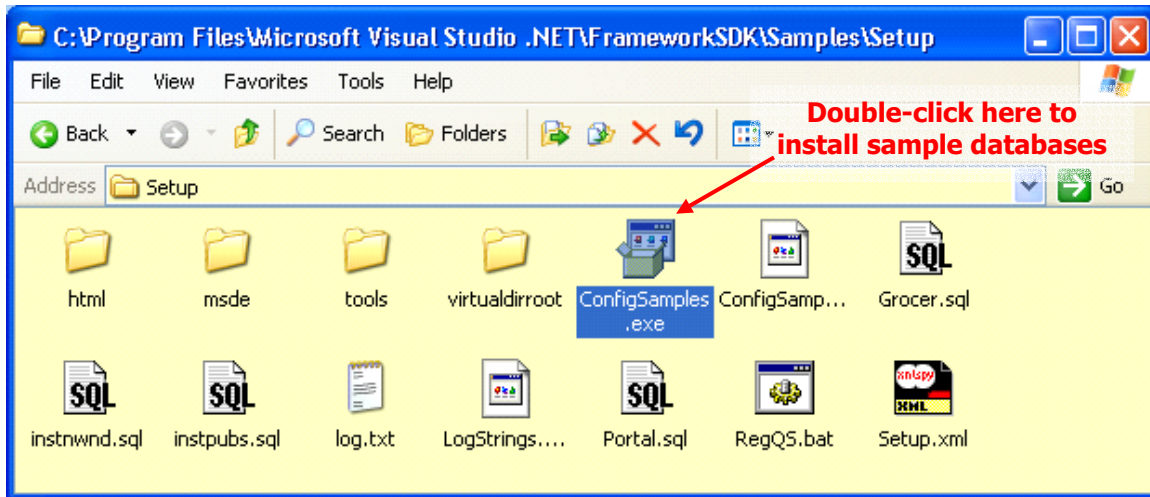 C:\Program Files\Microsoft Visual Studio .NET\FrameworkSDK\Samples\Setup
File Edit View Favorites Tools Help
Back Search Folders
Double-click here to
install sample databases
Address Setup Go
html msde tools virtualdirroot ConfigSamples
.exe ConfigSamp... Grocer.sql
SQL
SQL SQL SQL
xmlspy
XML
instnwnd.sql instpubs.sql log.txt LogStrings.... Portal.sql RegQS.bat Setup.xml